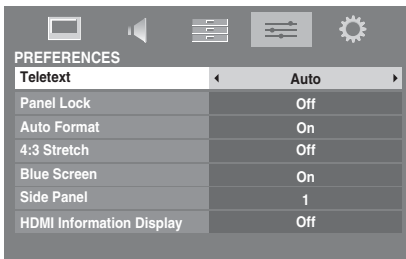 PREFERENCES
Teletext Auto
Panel Lock Off
Auto Format On
4:3 Stretch Off
Blue Screen On
Side Panel 1
HDMI Information Display Off